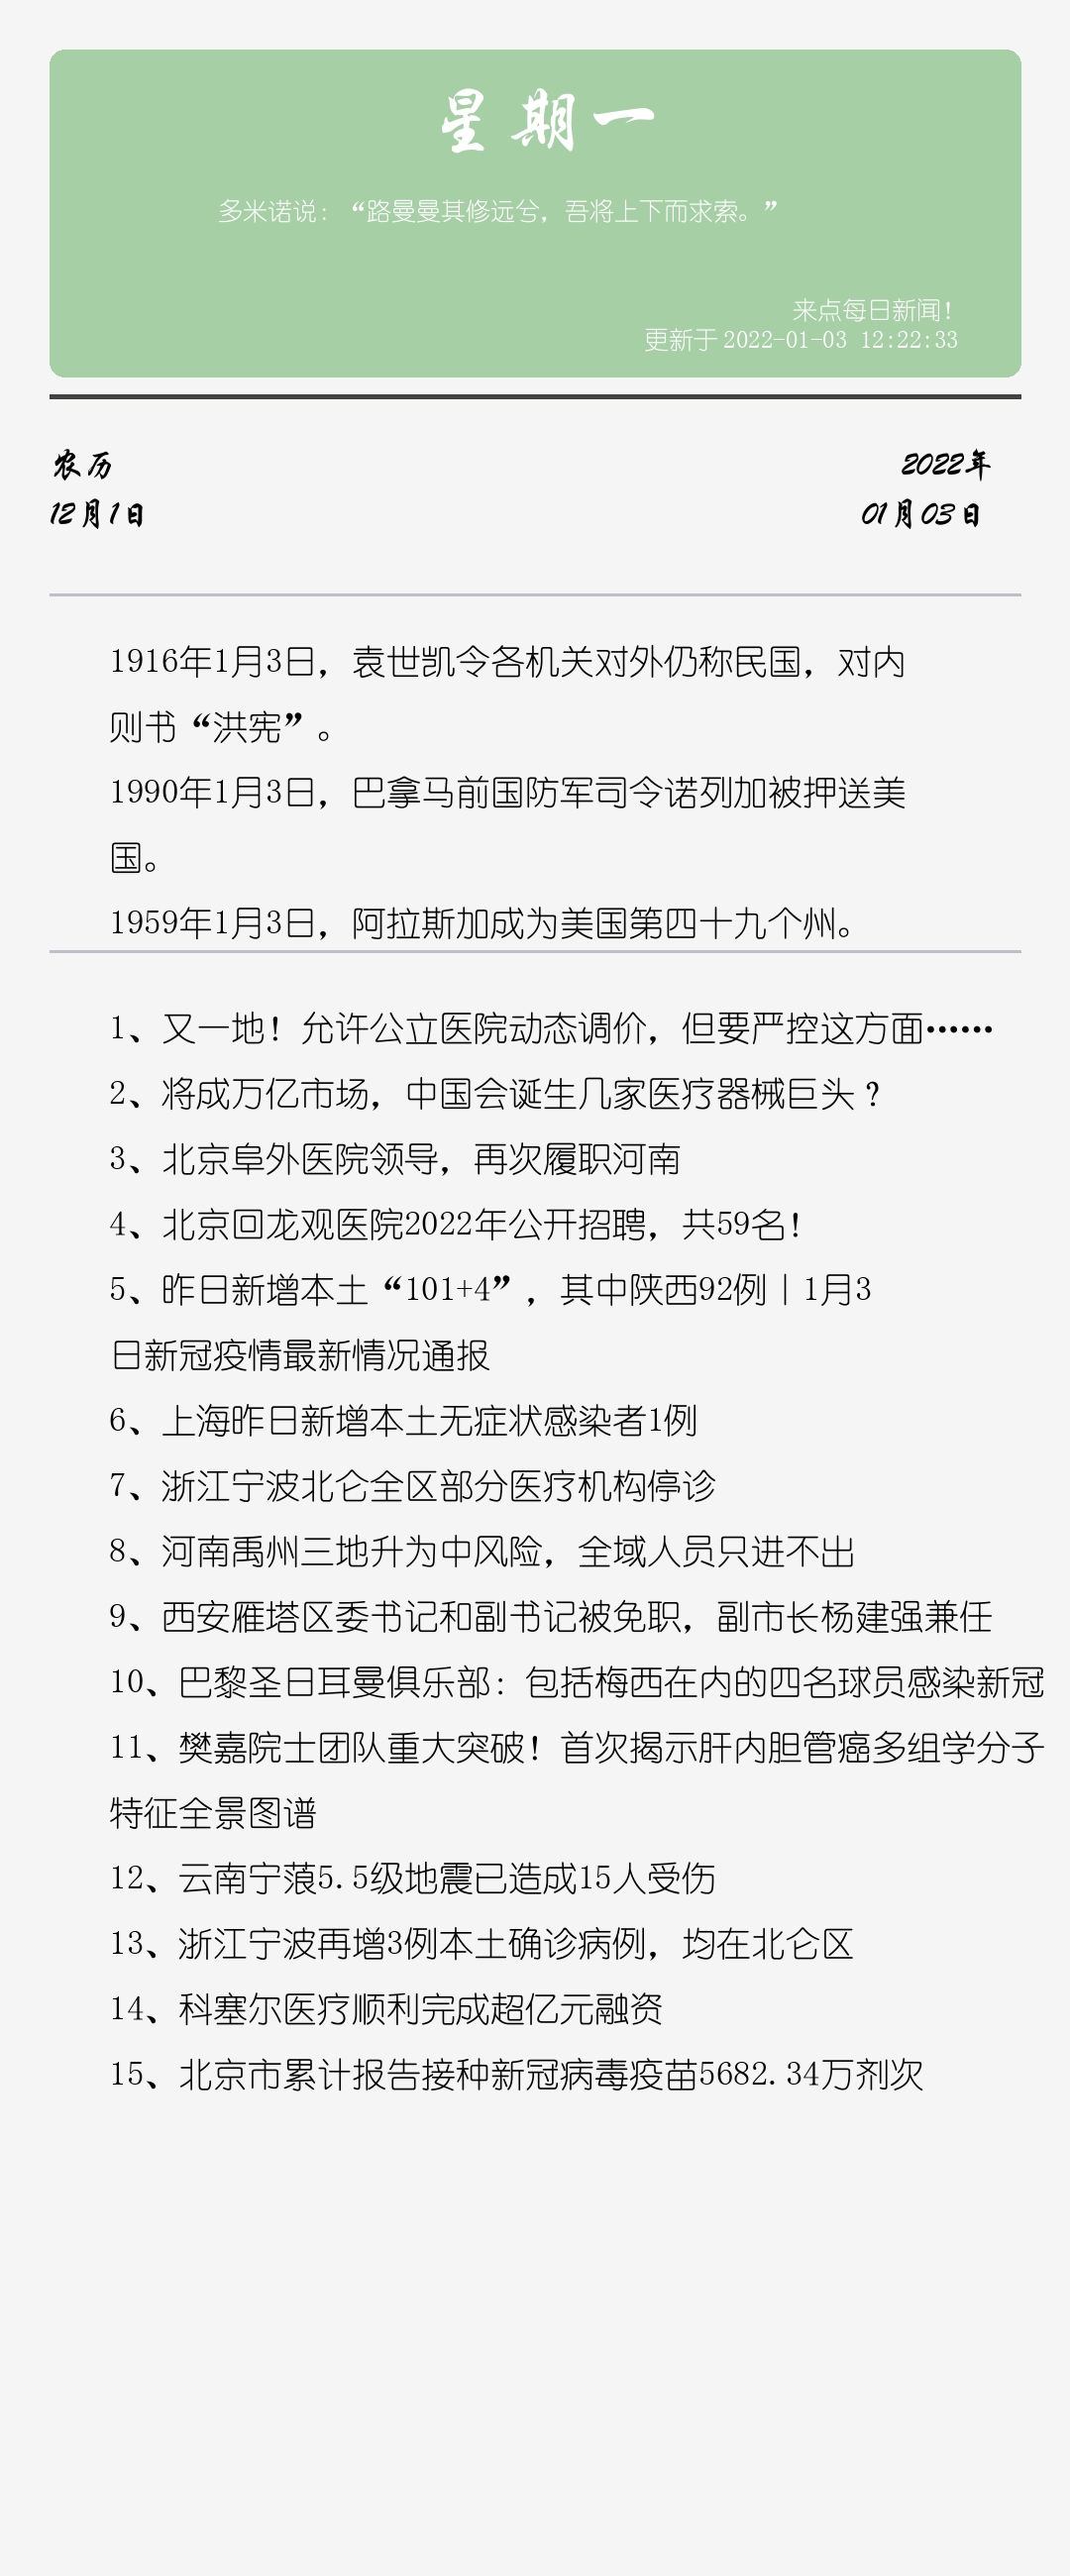 星期一
多米诺说：“路曼曼其修远兮，吾将上下而求索。”
来点每日新闻！
更新于 2022-01-03 12:22:33
农历
2022年
12月1日
01月03日
1916年1月3日，袁世凯令各机关对外仍称民国，对内
则书“洪宪”。
1990年1月3日，巴拿马前国防军司令诺列加被押送美
国。
1959年1月3日，阿拉斯加成为美国第四十九个州。
1、又一地！允许公立医院动态调价，但要严控这方面……
2、将成万亿市场，中国会诞生几家医疗器械巨头？
3、北京阜外医院领导，再次履职河南
4、北京回龙观医院2022年公开招聘，共59名！
5、昨日新增本土“101+4”，其中陕西92例｜1月3
日新冠疫情最新情况通报
6、上海昨日新增本土无症状感染者1例
7、浙江宁波北仑全区部分医疗机构停诊
8、河南禹州三地升为中风险，全域人员只进不出
9、西安雁塔区委书记和副书记被免职，副市长杨建强兼任
10、巴黎圣日耳曼俱乐部：包括梅西在内的四名球员感染新冠
11、樊嘉院士团队重大突破！首次揭示肝内胆管癌多组学分子
特征全景图谱
12、云南宁蒗5.5级地震已造成15人受伤
13、浙江宁波再增3例本土确诊病例，均在北仑区
14、科塞尔医疗顺利完成超亿元融资
15、北京市累计报告接种新冠病毒疫苗5682.34万剂次